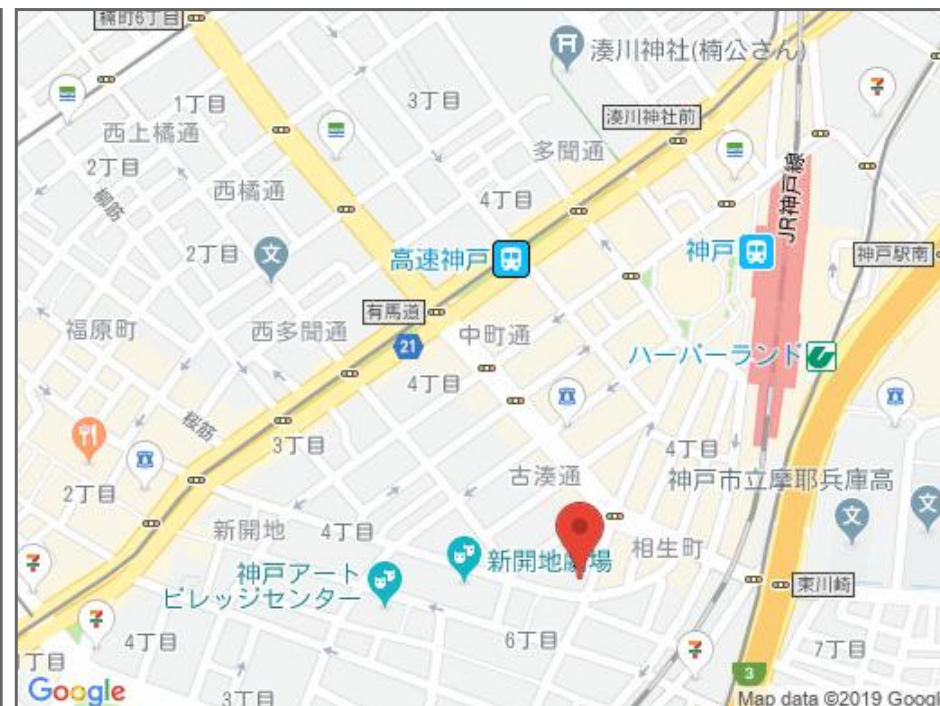 楠町6丁目
湊川神社(楠公さん)
1丁目
3丁目
湊川神社前
西上橘通
2丁目
多聞通
柳筋
西橘通
4丁目
JR神戸線
2丁目
高速神戸
神戸
神戸駅南
有馬道
福原町
西多聞通
21
中町通
ハーバーランド
4丁目
桜筋
3丁目
4丁目
2丁目
古湊通
神戸市立摩耶兵庫高
新開地
4丁目
相生町
新開地劇場
神戸アート
ビレッジセンター
東川崎
4丁目
6丁目
7丁目
丁目
3
Google
3丁目
Map data ©2019 Google